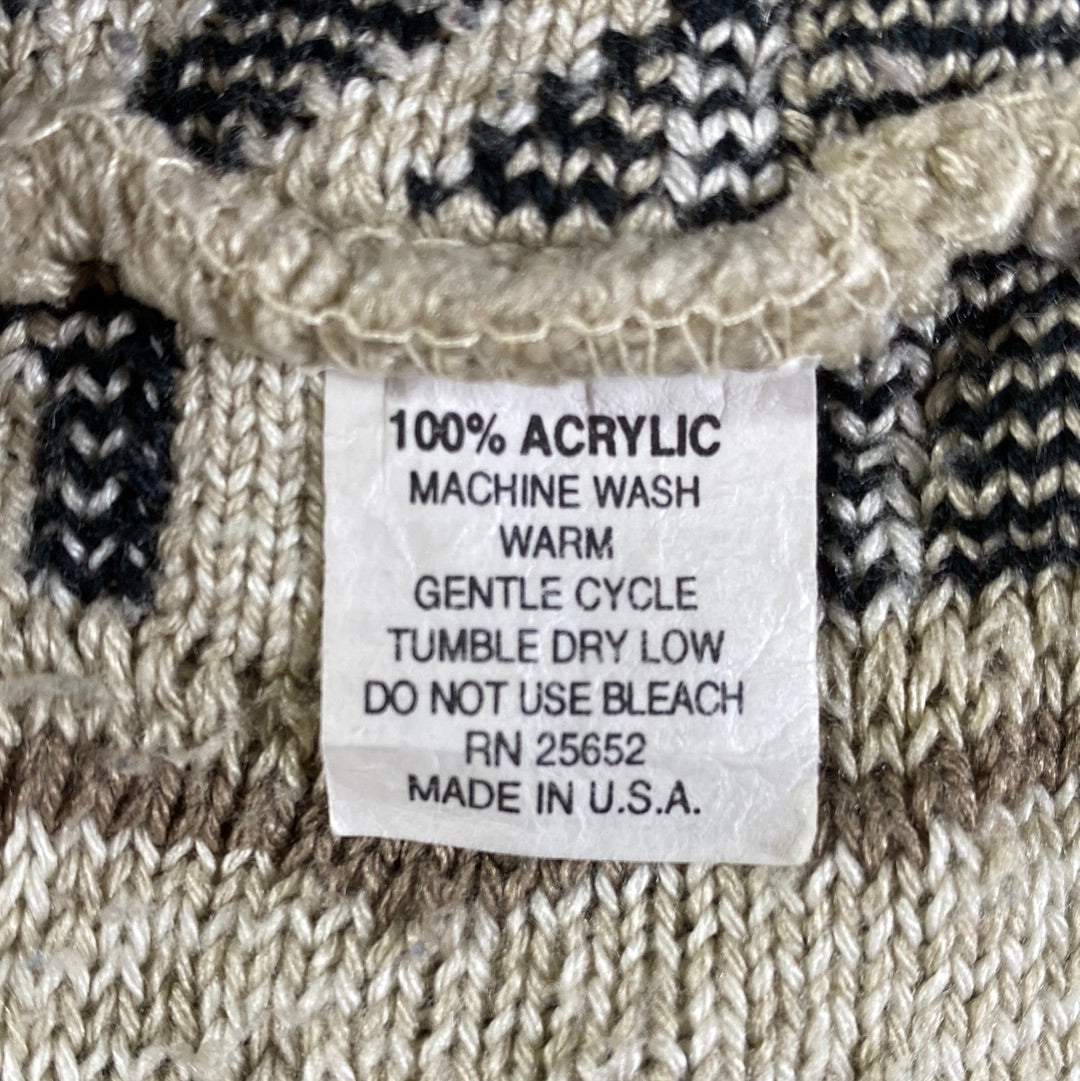 100% ACRYLIC
MACHINE WASH
WARM
GENTLE CYCLE
TUMBLE DRY LOW
DO NOT USE BLEACH
RN 25652
MADE IN U.S.A.